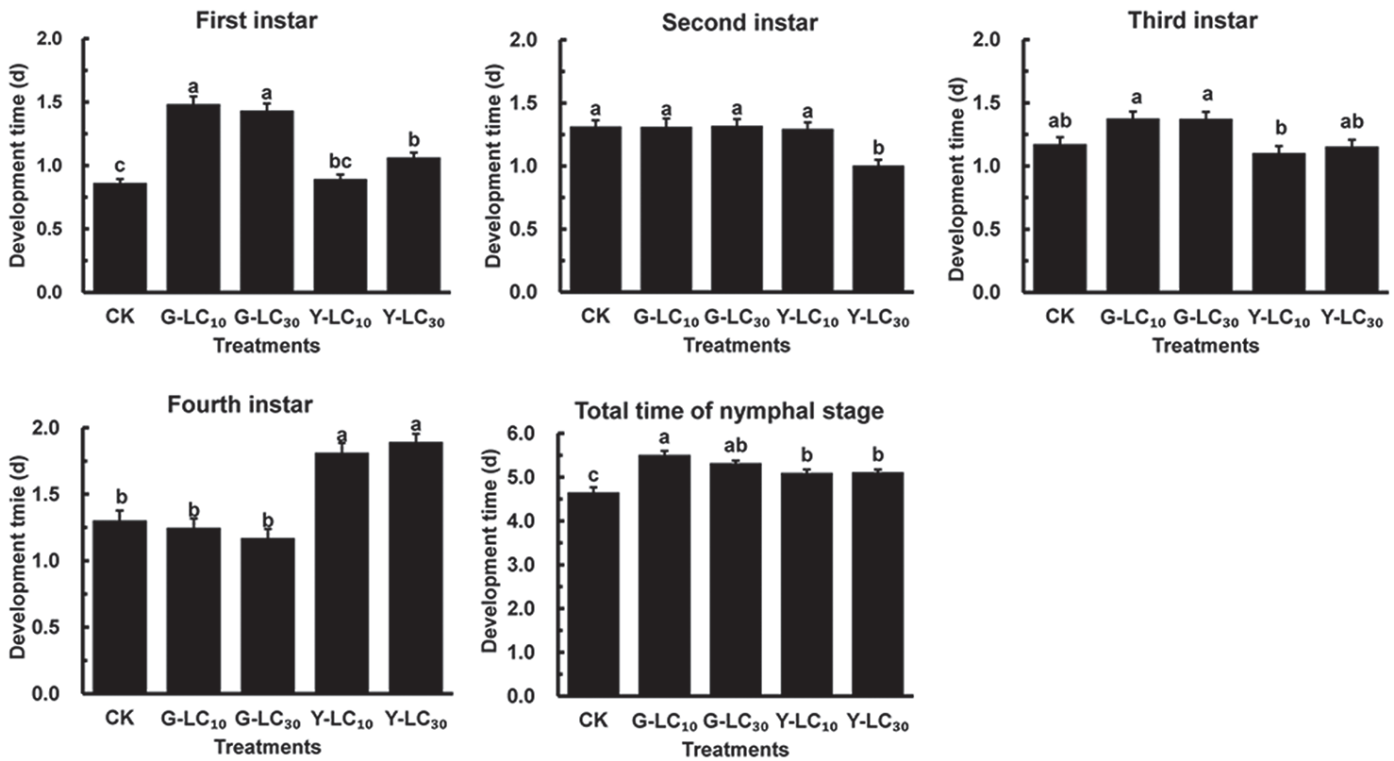 First instar
2.0
1.5
1.0
0.5
0.0
Development time (d)
c
a
a
bc
b
CK G-LC₁₀ G-LC₃₀ Y-LC₁₀ Y-LC₃₀
Treatments
Second instar
2.0
1.5
1.0
0.5
0.0
Development time (d)
a
a
a
a
b
CK G-LC₁₀ G-LC₃₀ Y-LC₁₀ Y-LC₃₀
Treatments
Third instar
2.0
1.5
1.0
0.5
0.0
Development time (d)
ab
a
a
b
ab
CK G-LC₁₀ G-LC₃₀ Y-LC₁₀ Y-LC₃₀
Treatments
Fourth instar
2.0
1.5
1.0
0.5
0.0
Development tmie (d)
b
b
b
a
a
CK G-LC₁₀ G-LC₃₀ Y-LC₁₀ Y-LC₃₀
Treatments
Total time of nymphal stage
6.0
5.0
4.0
3.0
2.0
1.0
0.0
Development time (d)
c
a
ab
b
b
CK G-LC₁₀ G-LC₃₀ Y-LC₁₀ Y-LC₃₀
Treatments